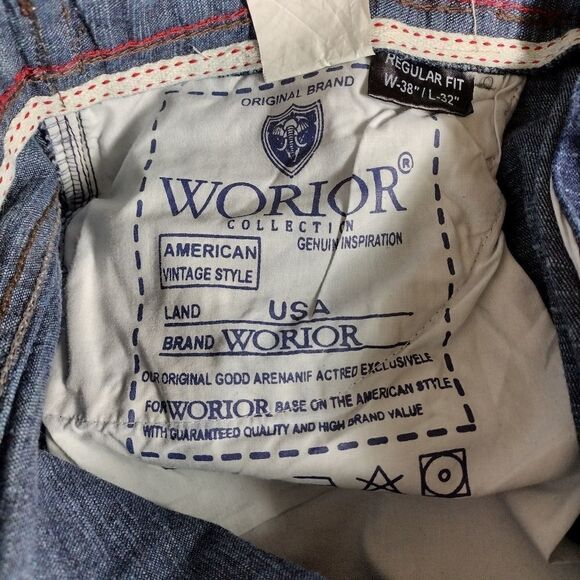 REGULAR FIT
W-38" / L-32"
ORIGINAL BRAND
WORIOR®
COLLECTION
GENUIN INSPIRATION
AMERICAN
VINTAGE STYLE
LAND USA
BRAND WORIOR
OUR ORIGINAL GODD ARENANIF ACTRED EXCLUSIVELE
FOR WORIOR BASE ON THE AMERICAN STYLE
WITH GUARANTEED QUALITY AND HIGH BRAND VALUE